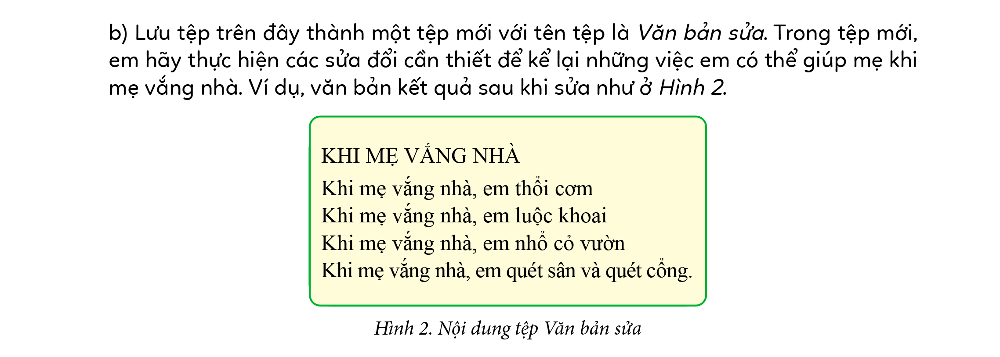 b) Lưu tệp trên đây thành một tệp mới với tên tệp là Văn bản sửa. Trong tệp mới,
em hãy thực hiện các sửa đổi cần thiết để kể lại những việc em có thể giúp mẹ khi
mẹ vắng nhà. Ví dụ, văn bản kết quả sau khi sửa như ở Hình 2.
KHI MẸ VẮNG NHÀ
Khi mẹ vắng nhà, em thổi cơm
Khi mẹ vắng nhà, em luộc khoai
Khi mẹ vắng nhà, em nhổ cỏ vườn
Khi mẹ vắng nhà, em quét sân và quét cổng.
Hình 2. Nội dung tệp Văn bản sửa